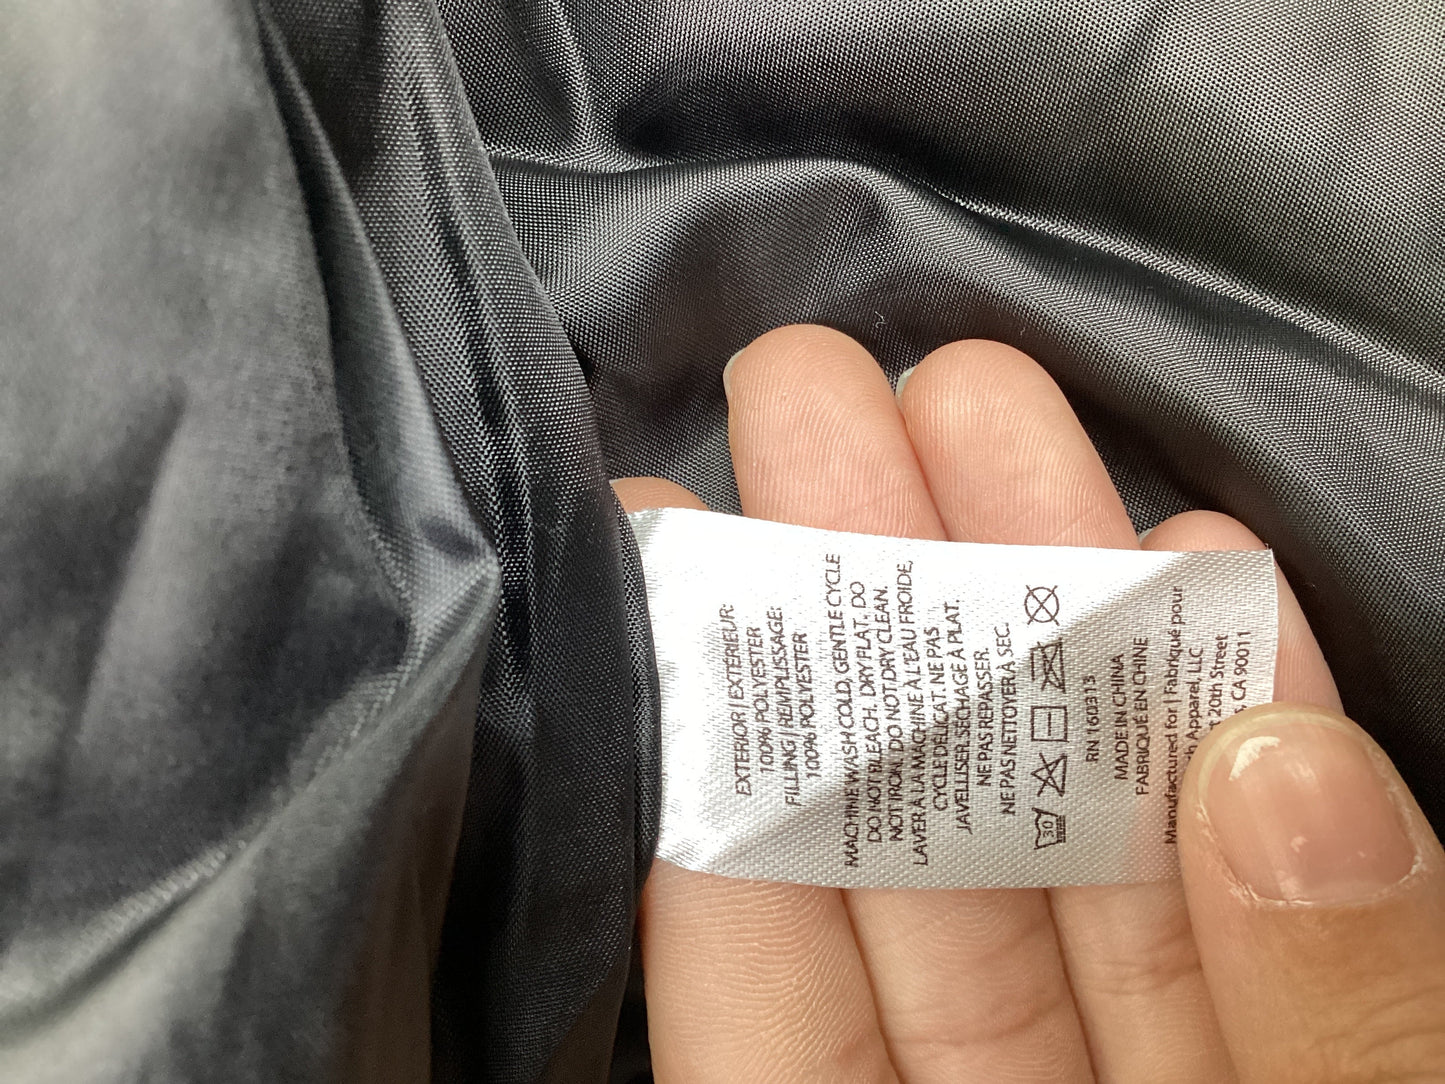 EXTERIOR | EXTÉRIEUR:
100% POLYESTER
FILLING | REMPLISSAGE:
100% POLYESTER
MACHINE WASH COLD, GENTLE CYCLE
DO NOT BLEACH. DRY FLAT. DO
NOT IRON. DO NOT DRY CLEAN.
LAVER À LA MACHINE À L'EAU FROIDE,
CYCLE DÉLICAT. NE PAS
JAVELLISER. SECHAGE À PLAT.
NE PAS REPASSER.
NE PAS NETTOYER À SEC.
30
RN 160313
MADE IN CHINA
FABRIQUÉ EN CHINE
Manufactured for | Fabriqué pour
Apparel, LLC
20th Street
CA 90011